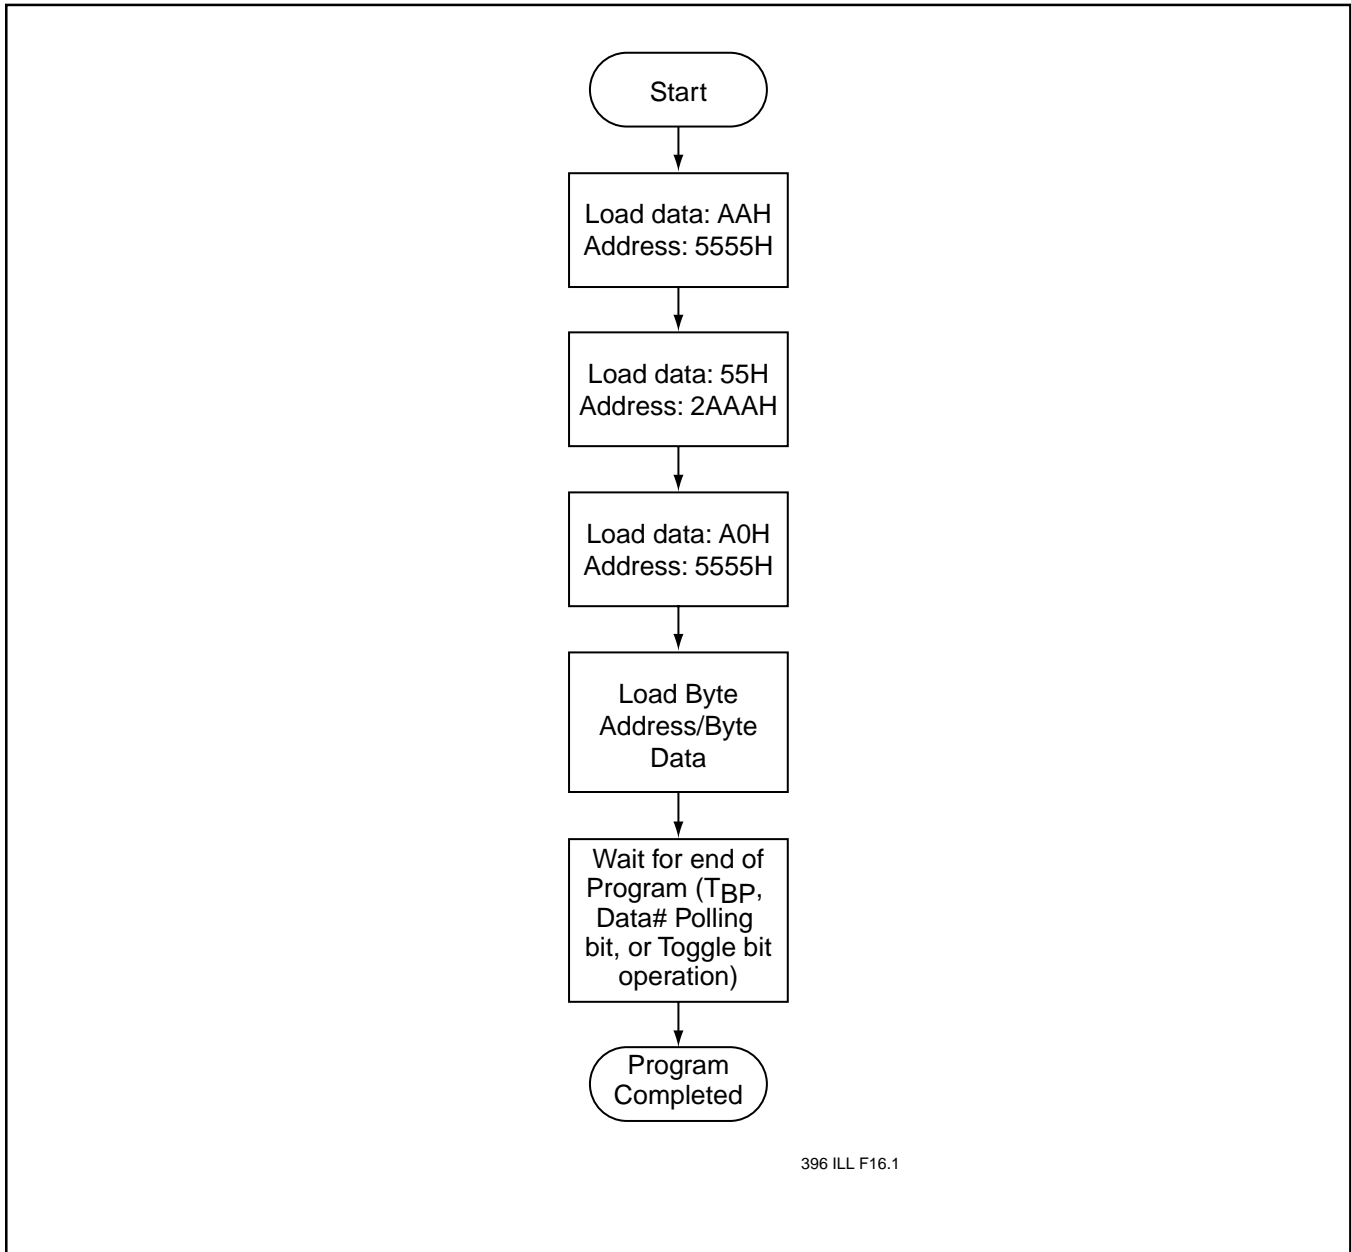 Start
Load data: AAH
Address: 5555H
Load data: 55H
Address: 2AAAH
Load data: A0H
Address: 5555H
Load Byte
Address/Byte
Data
Wait for end of
Program (TBP,
Data# Polling
bit, or Toggle bit
operation)
Program
Completed
396 ILL F16.1